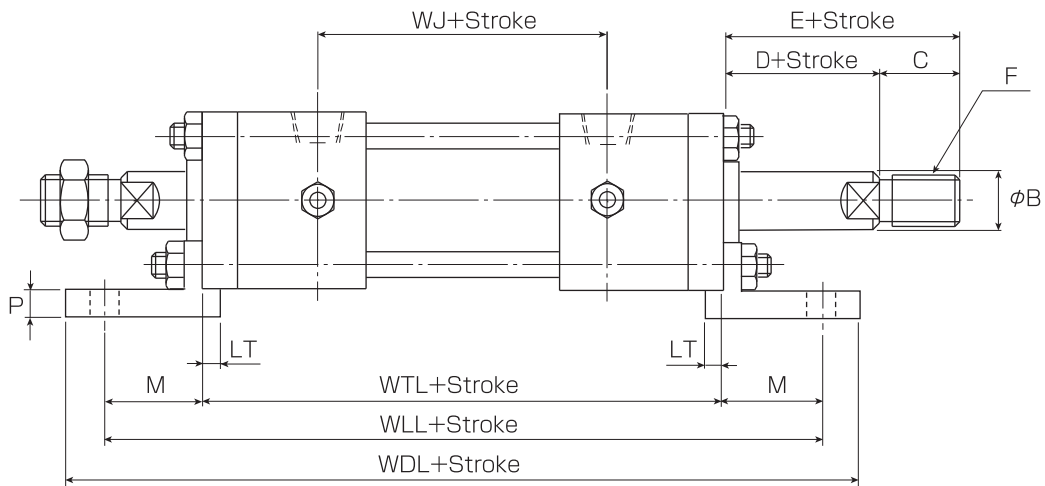 WJ+Stroke
E+Stroke
D+Stroke
C
F
φB
P
LT
LT
M
WTL+Stroke
M
WLL+Stroke
WDL+Stroke